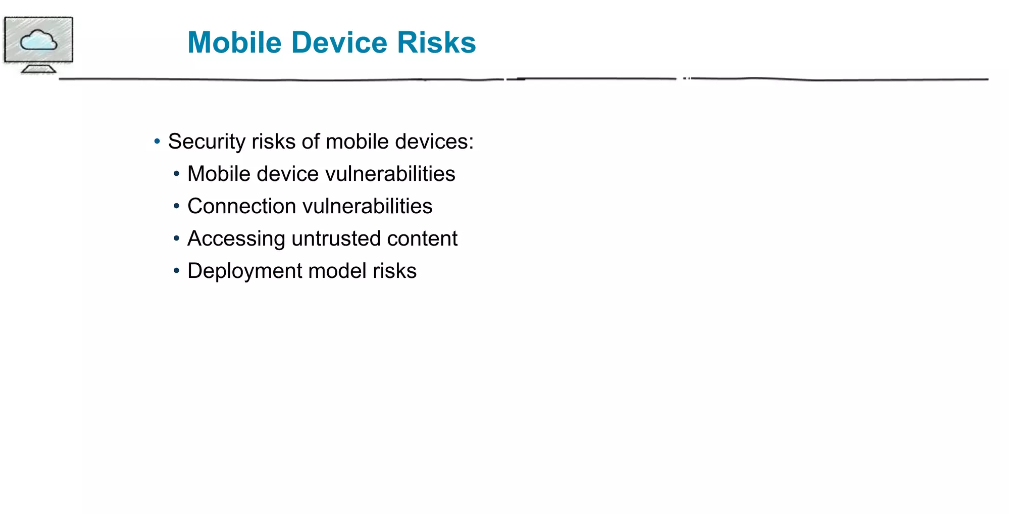 Mobile Device Risks
• Security risks of mobile devices:
• Mobile device vulnerabilities
• Connection vulnerabilities
• Accessing untrusted content
• Deployment model risks